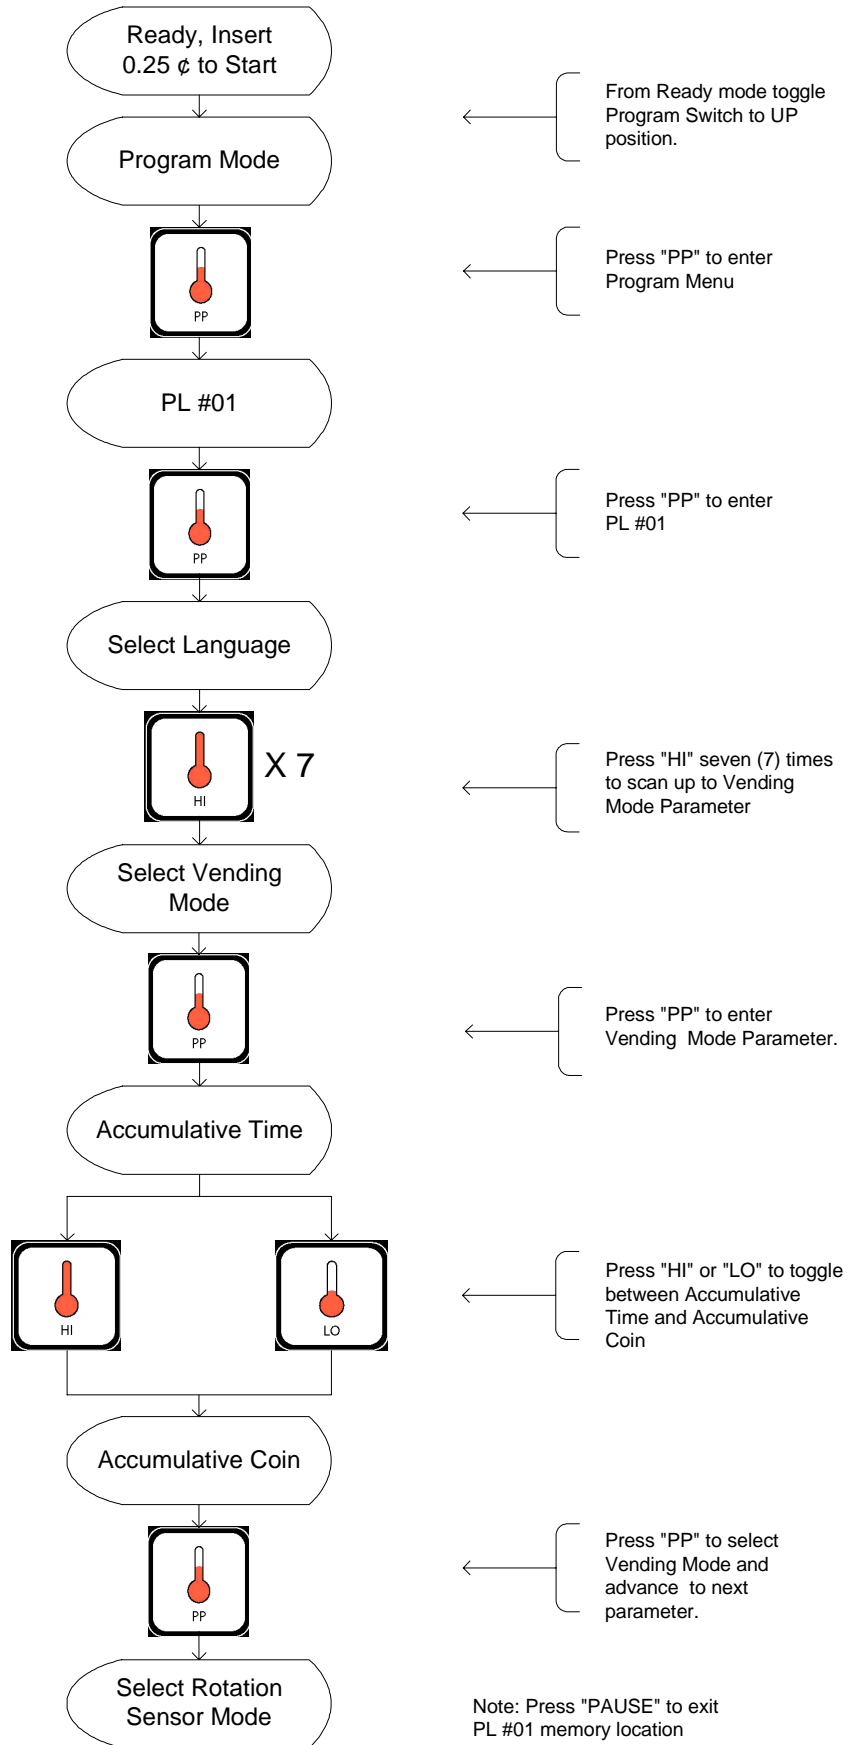 Ready, Insert
0.25 ¢ to Start
From Ready mode toggle
Program Switch to UP
position.
Program Mode
PP
Press "PP" to enter
Program Menu
PL #01
PP
Press "PP" to enter
PL #01
Select Language
HI
X 7
Press "HI" seven (7) times
to scan up to Vending
Mode Parameter
Select Vending
Mode
PP
Press "PP" to enter
Vending Mode Parameter.
Accumulative Time
HI
LO
Press "HI" or "LO" to toggle
between Accumulative
Time and Accumulative
Coin
Accumulative Coin
PP
Press "PP" to select
Vending Mode and
advance to next
parameter.
Select Rotation
Sensor Mode
Note: Press "PAUSE" to exit
PL #01 memory location